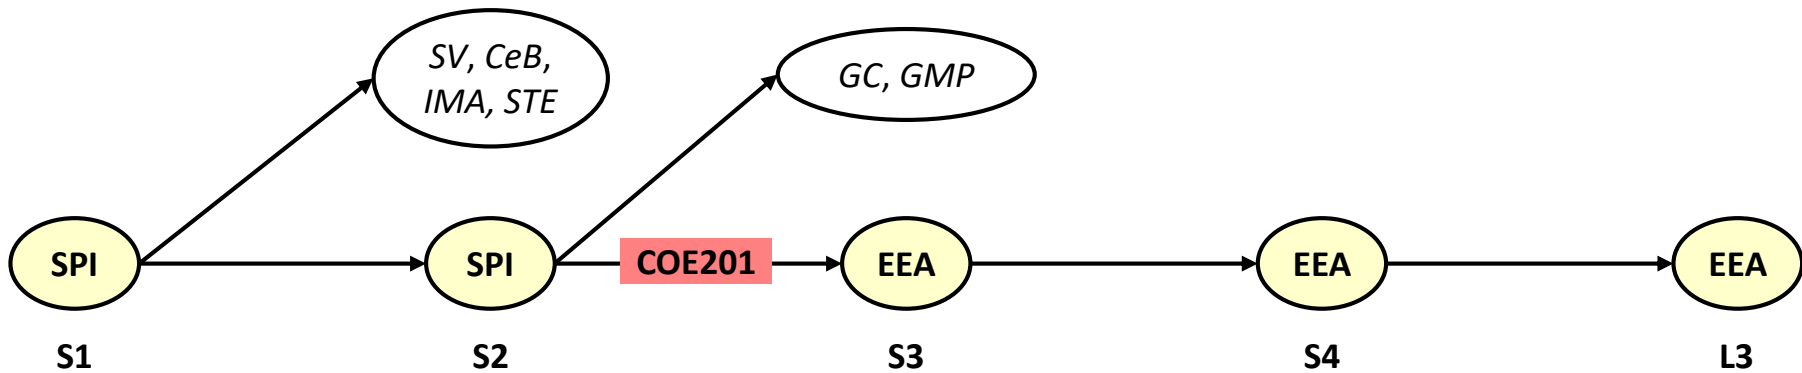 SV, CeB,
IMA, STE
GC, GMP
SPI
SPI
COE201
EEA
EEA
EEA
S1
S2
S3
S4
L3